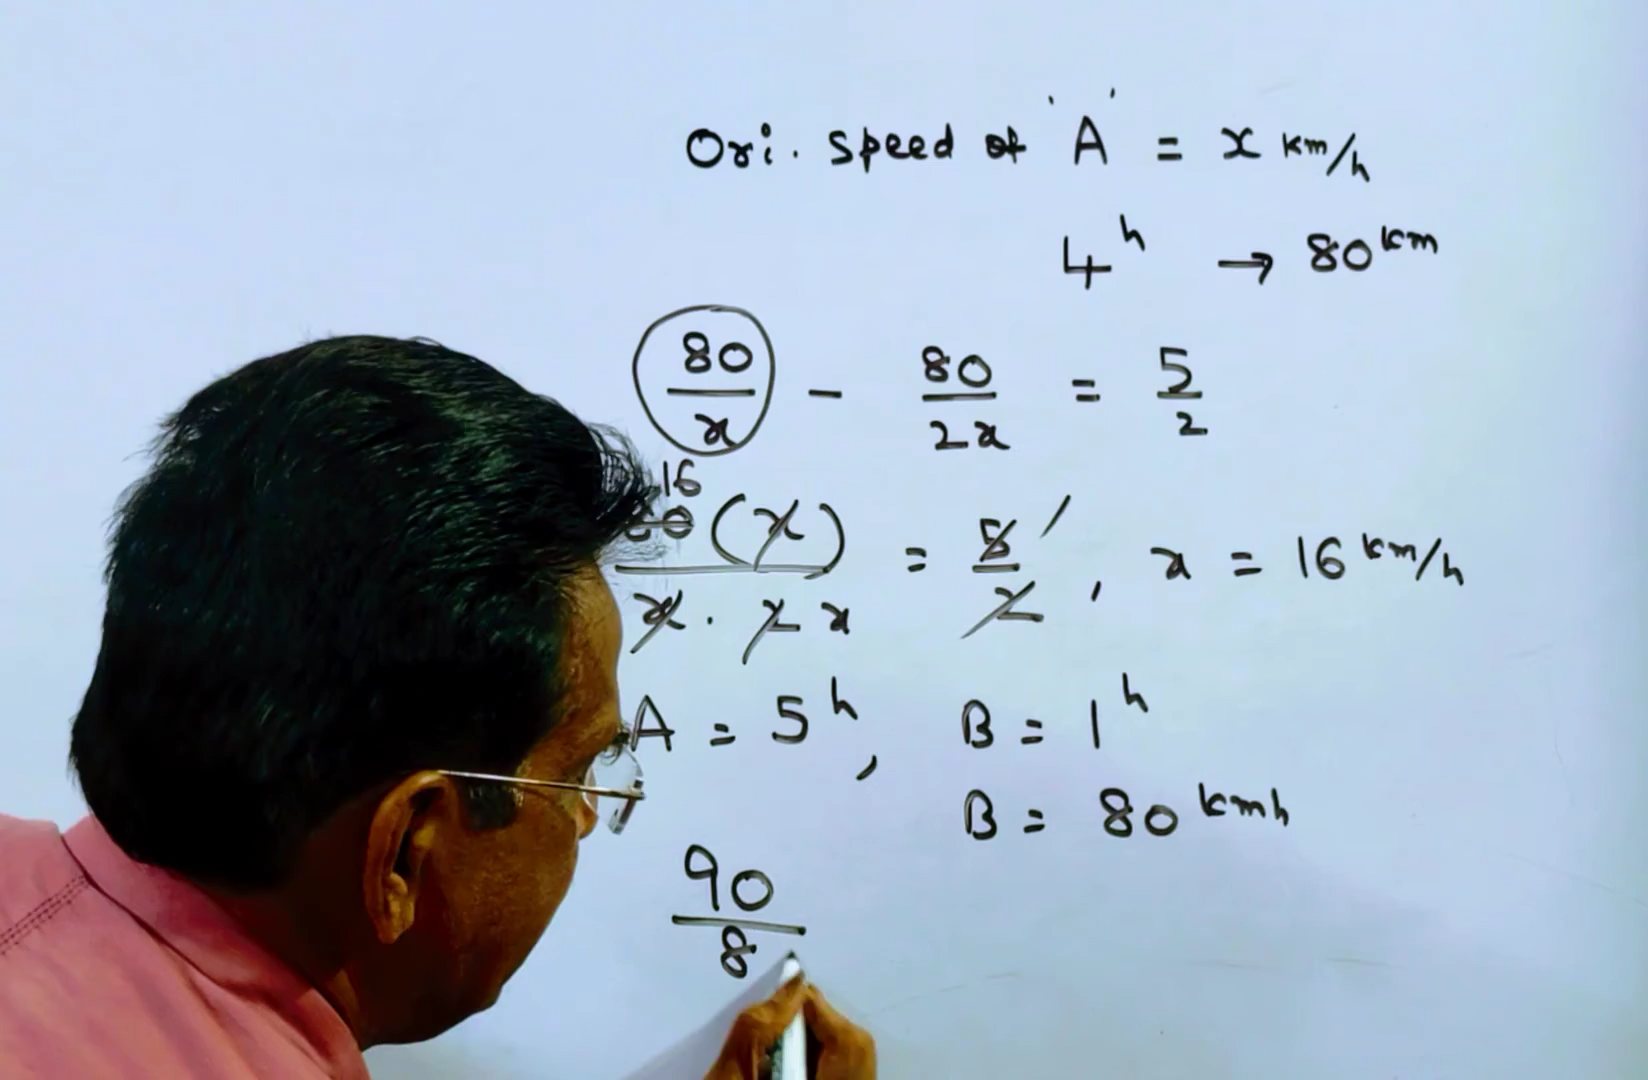 Ori. speed of 'A' = x km/h
4h → 80km
80/x - 80/2x = 5/2
16
80(x)/x.2x = 5/2, x = 16 km/h
A = 5h, B = 1h
B = 80 kmh
90/8